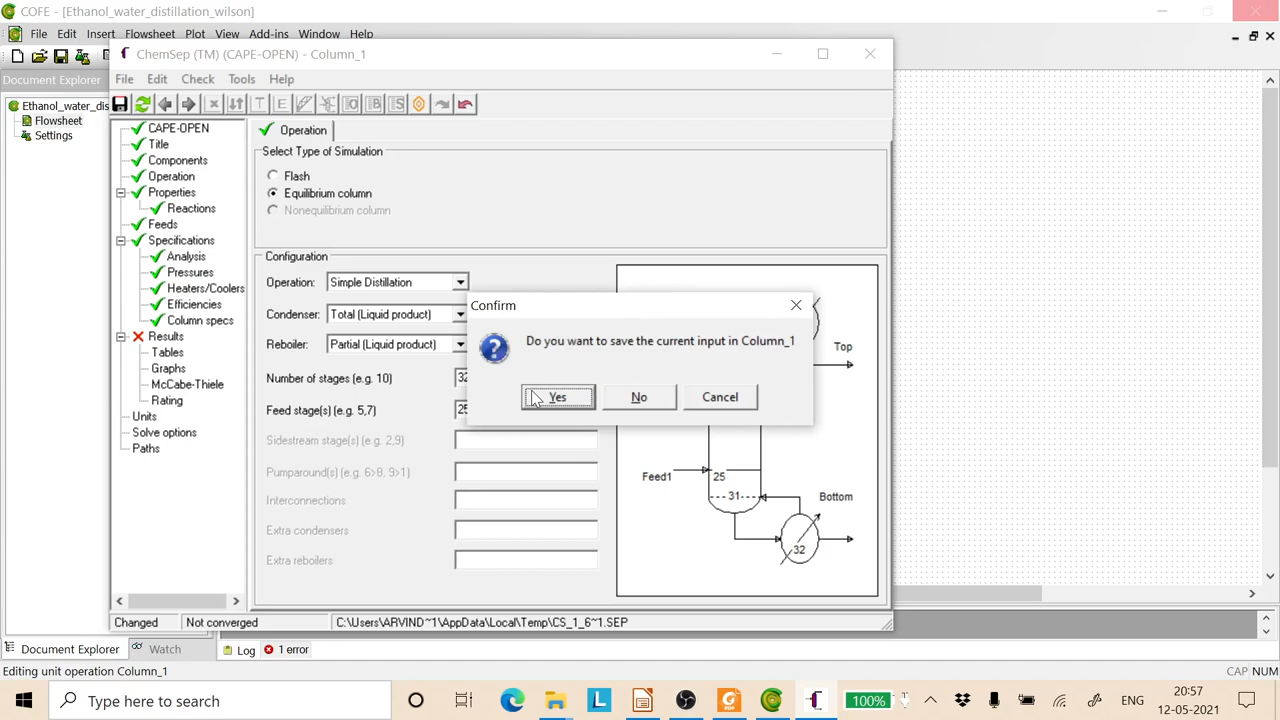 COFE - [Ethanol_water_distillation_wilson]
File Edit Insert Flowsheet Plot View Add-ins Window Help
ChemSep (TM) (CAPE-OPEN) - Column_1
Document Explorer
File Edit Check Tools Help
Ethanol_water_dis
Flowsheet
Settings
CAPE-OPEN
Title
Components
Operation
Properties
Reactions
Feeds
Specifications
Analysis
Pressures
Heaters/Coolers
Efficiencies
Column specs
Results
Tables
Graphs
McCabe-Thiele
Rating
Units
Solve options
Paths
Operation
Select Type of Simulation
Flash
Equilibrium column
Nonequilibrium column
Configuration
Operation: Simple Distillation
Condenser: Total (Liquid product)
Reboiler: Partial (Liquid product)
Number of stages (e.g. 10) 32
Feed stage(s) (e.g. 5,7) 25
Sidestream stage(s) (e.g. 2,9)
Pumparound(s) (e.g. 6>8, 9>1)
Interconnections
Extra condensers
Extra reboilers
Confirm
Do you want to save the current input in Column_1
Yes No Cancel
Top
Feed1 25
31
Bottom
32
Changed Not converged C:\Users\ARVIND~1\AppData\Local\Temp\CS_1_6~1.SEP
Document Explorer Watch Log 1 error
Editing unit operation Column_1 CAP NUM
Type here to search
100% ENG 20:57
12-05-2021